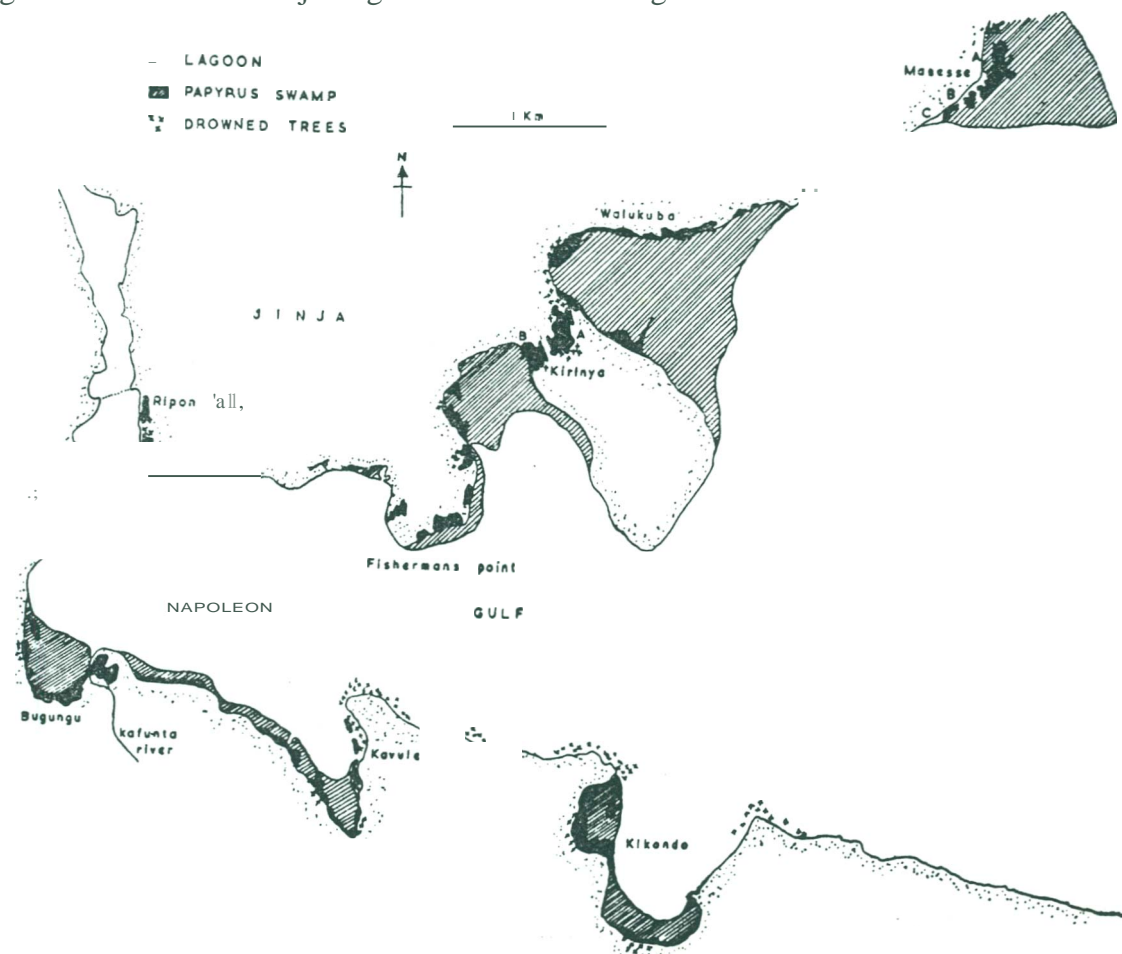 LAGOON
PAPYRUS SWAMP
DROWNED TREES
1 Km
N
Masesse
A
B
C
Walukuba
JINJA
B
A
Kirinya
Ripon 'all,
Fishermans point
NAPOLEON
GULF
Bugungu
kafunta
river
Kavule
Kikondo